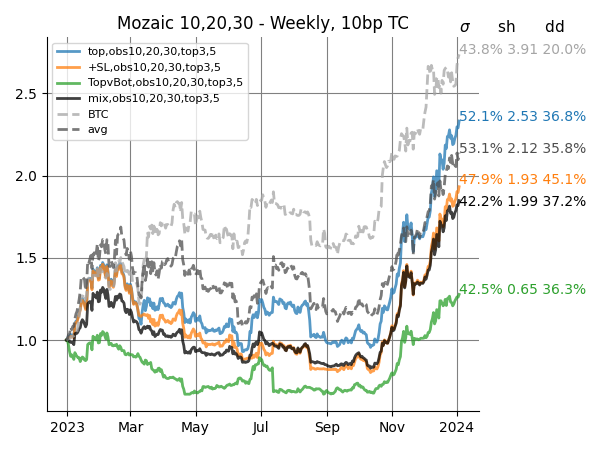 Mozaic 10,20,30 - Weekly, 10bp TC
σ sh dd
top,obs10,20,30,top3,5
+SL,obs10,20,30,top3,5
TopvBot,obs10,20,30,top3,5
mix,obs10,20,30,top3,5
BTC
avg
43.8% 3.91 20.0%
52.1% 2.53 36.8%
53.1% 2.12 35.8%
47.9% 1.93 45.1%
42.2% 1.99 37.2%
42.5% 0.65 36.3%
2.5
2.0
1.5
1.0
2023 Mar May Jul Sep Nov 2024